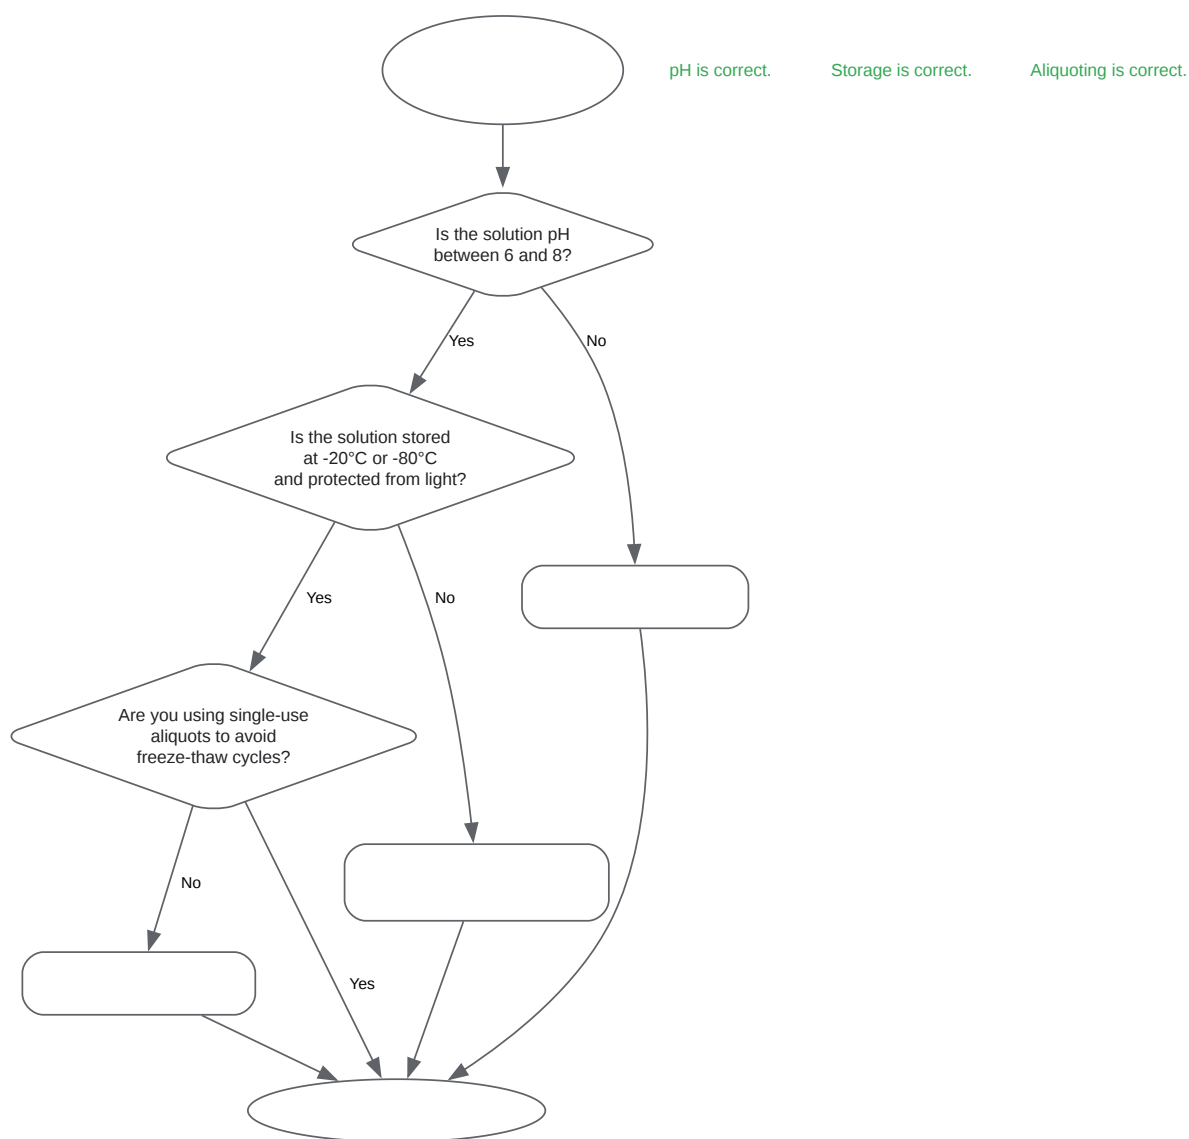 pH is correct.
Storage is correct.
Aliquoting is correct.
Is the solution pH
between 6 and 8?
Yes
No
Is the solution stored
at -20°C or -80°C
and protected from light?
Yes
No
Are you using single-use
aliquots to avoid
freeze-thaw cycles?
No
Yes